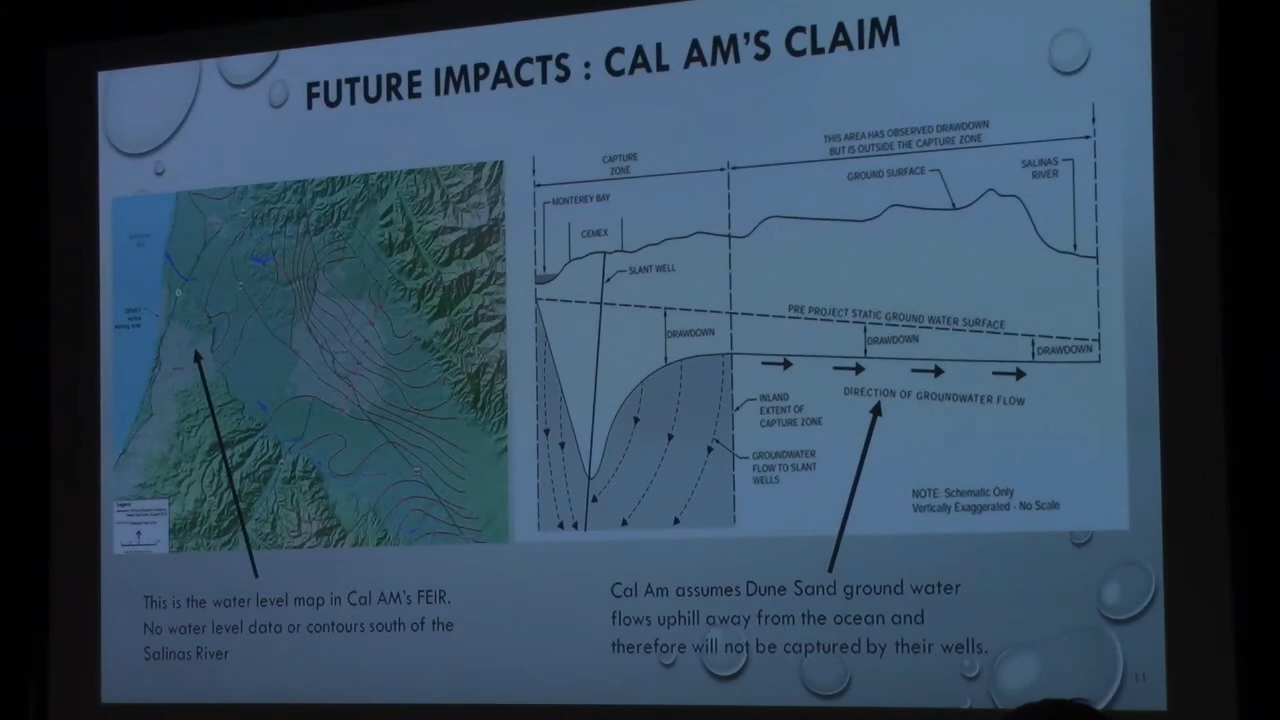 FUTURE IMPACTS : CAL AM'S CLAIM
THIS AREA HAS OBSERVED DRAWDOWN
BUT IS OUTSIDE THE CAPTURE ZONE
CAPTURE
ZONE
SALINAS
RIVER
GROUND SURFACE
MONTEREY BAY
CEMEX
SLANT WELL
PRE PROJECT STATIC GROUND WATER SURFACE
DRAWDOWN
DRAWDOWN
DRAWDOWN
DIRECTION OF GROUNDWATER FLOW
INLAND
EXTENT OF
CAPTURE ZONE
GROUNDWATER
FLOW TO SLANT
WELLS
NOTE: Schematic Only
Vertically Exaggerated - No Scale
Legend
This is the water level map in Cal AM's FEIR.
No water level data or contours south of the
Salinas River
Cal Am assumes Dune Sand ground water
flows uphill away from the ocean and
therefore will not be captured by their wells.
11